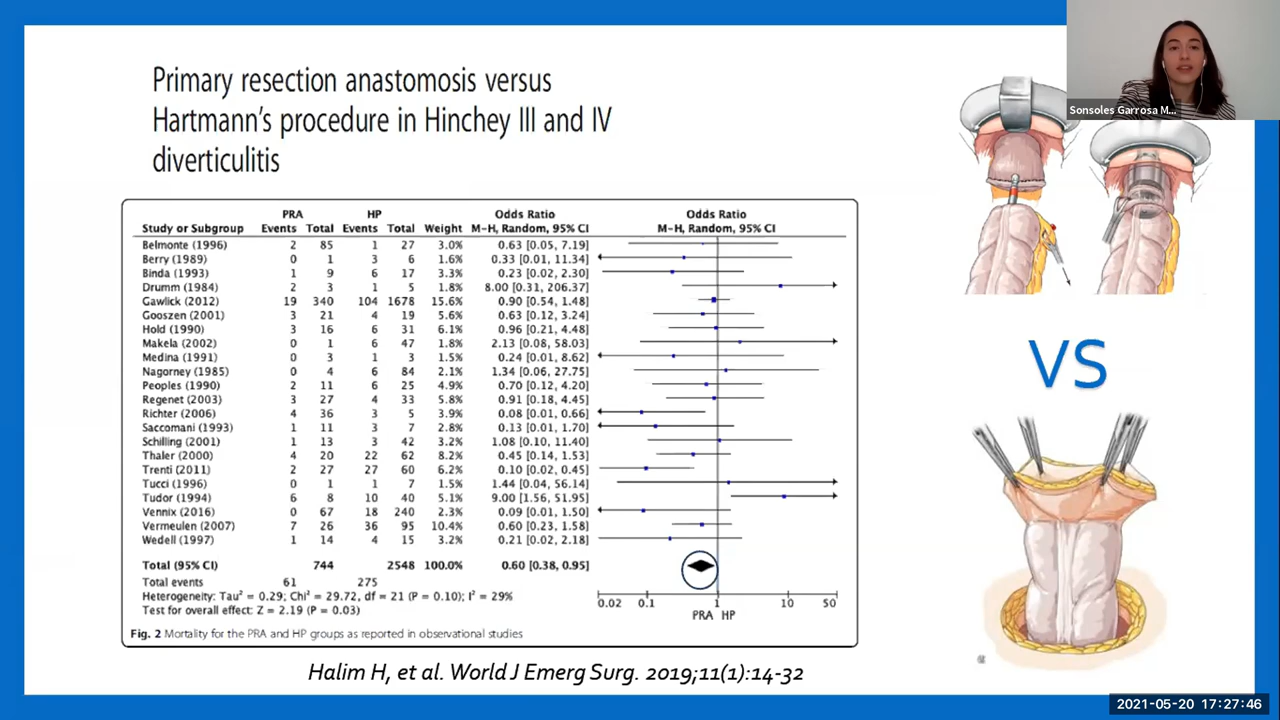 Primary resection anastomosis versus
Hartmann's procedure in Hinchey III and IV
diverticulitis
Sonsoles Garrosa M...
PRA HP Odds Ratio Odds Ratio
Study or Subgroup Events Total Events Total Weight M-H, Random, 95% CI M-H, Random, 95% CI
Belmonte (1996) 2 85 1 27 3.0% 0.63 [0.05, 7.19]
Berry (1989) 0 1 3 6 1.6% 0.33 [0.01, 11.34]
Binda (1993) 1 9 6 17 3.3% 0.23 [0.02, 2.30]
Drumm (1984) 2 3 1 5 1.8% 8.00 [0.31, 206.37]
Gawlick (2012) 19 340 104 1678 15.6% 0.90 [0.54, 1.48]
Gooszen (2001) 3 21 4 19 5.6% 0.63 [0.12, 3.24]
Hold (1990) 3 16 6 31 6.1% 0.96 [0.21, 4.48]
Makela (2002) 0 1 6 47 1.8% 2.13 [0.08, 58.03]
Medina (1991) 0 3 1 3 1.5% 0.24 [0.01, 8.62]
Nagorney (1985) 0 4 6 84 2.1% 1.34 [0.06, 27.75]
Peoples (1990) 2 11 6 25 4.9% 0.70 [0.12, 4.20]
Regenet (2003) 3 27 4 33 5.8% 0.91 [0.18, 4.45]
Richter (2006) 4 36 3 5 3.9% 0.08 [0.01, 0.66]
Saccomani (1993) 1 11 3 7 2.8% 0.13 [0.01, 1.70]
Schilling (2001) 1 13 3 42 3.2% 1.08 [0.10, 11.40]
Thaler (2000) 4 20 22 62 8.2% 0.45 [0.14, 1.53]
Trenti (2011) 2 27 27 60 6.2% 0.10 [0.02, 0.45]
Tucci (1996) 0 1 1 7 1.5% 1.44 [0.04, 56.14]
Tudor (1994) 6 8 10 40 5.1% 9.00 [1.56, 51.95]
Vennix (2016) 0 67 18 240 2.3% 0.09 [0.01, 1.50]
Vermeulen (2007) 7 26 36 95 10.4% 0.60 [0.23, 1.58]
Wedell (1997) 1 14 4 15 3.2% 0.21 [0.02, 2.18]
Total (95% CI) 744 2548 100.0% 0.60 [0.38, 0.95]
Total events 61 275
Heterogeneity: Tau² = 0.29; Chi² = 29.72, df = 21 (P = 0.10); I² = 29%
Test for overall effect: Z = 2.19 (P = 0.03)
0.02 0.1 1 10 50
PRA HP
Fig. 2 Mortality for the PRA and HP groups as reported in observational studies
VS
Halim H, et al. World J Emerg Surg. 2019;11(1):14-32
2021-05-20 17:27:46